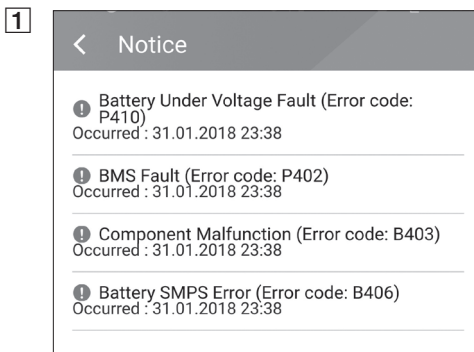 1
Notice
Battery Under Voltage Fault (Error code:
P410)
Occurred : 31.01.2018 23:38
BMS Fault (Error code: P402)
Occurred : 31.01.2018 23:38
Component Malfunction (Error code: B403)
Occurred : 31.01.2018 23:38
Battery SMPS Error (Error code: B406)
Occurred : 31.01.2018 23:38